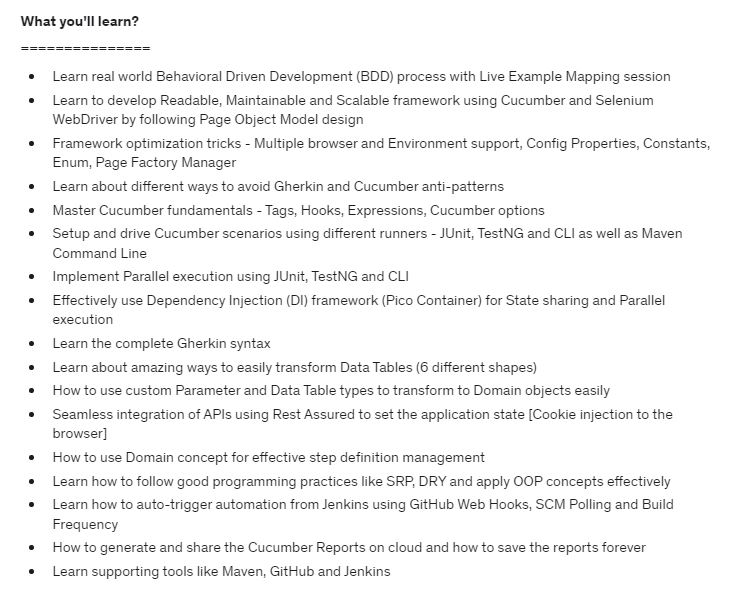 What you'll learn?
===============
• Learn real world Behavioral Driven Development (BDD) process with Live Example Mapping session
• Learn to develop Readable, Maintainable and Scalable framework using Cucumber and Selenium
WebDriver by following Page Object Model design
• Framework optimization tricks - Multiple browser and Environment support, Config Properties, Constants,
Enum, Page Factory Manager
• Learn about different ways to avoid Gherkin and Cucumber anti-patterns
• Master Cucumber fundamentals - Tags, Hooks, Expressions, Cucumber options
• Setup and drive Cucumber scenarios using different runners - JUnit, TestNG and CLI as well as Maven
Command Line
• Implement Parallel execution using JUnit, TestNG and CLI
• Effectively use Dependency Injection (DI) framework (Pico Container) for State sharing and Parallel
execution
• Learn the complete Gherkin syntax
• Learn about amazing ways to easily transform Data Tables (6 different shapes)
• How to use custom Parameter and Data Table types to transform to Domain objects easily
• Seamless integration of APIs using Rest Assured to set the application state [Cookie injection to the
browser]
• How to use Domain concept for effective step definition management
• Learn how to follow good programming practices like SRP, DRY and apply OOP concepts effectively
• Learn how to auto-trigger automation from Jenkins using GitHub Web Hooks, SCM Polling and Build
Frequency
• How to generate and share the Cucumber Reports on cloud and how to save the reports forever
• Learn supporting tools like Maven, GitHub and Jenkins